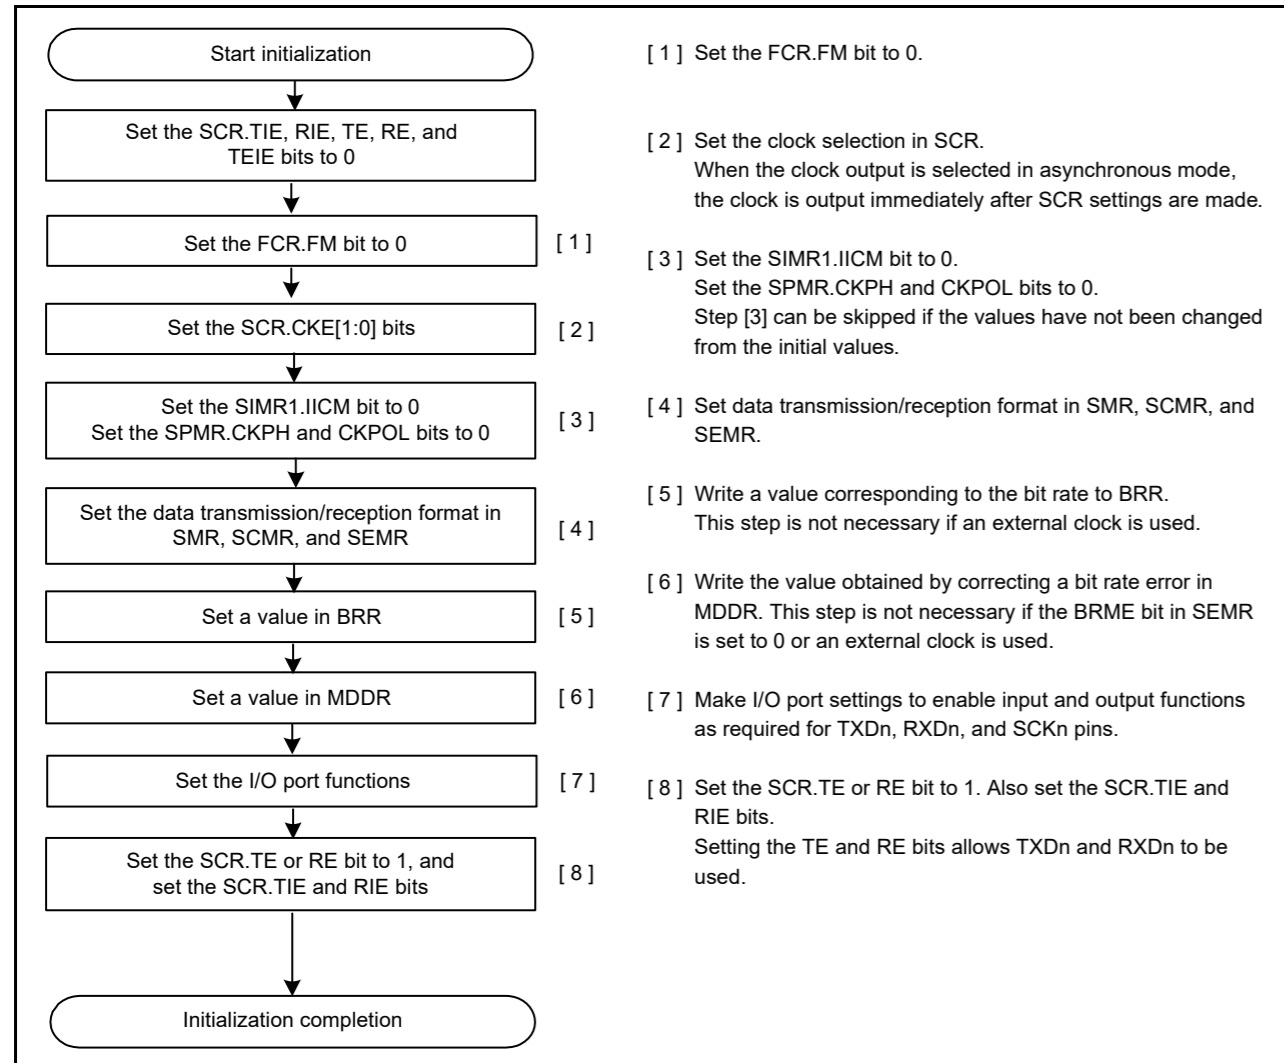 Start initialization
Set the SCR.TIE, RIE, TE, RE, and
TEIE bits to 0
Set the FCR.FM bit to 0
[ 1 ]
Set the SCR.CKE[1:0] bits
[ 2 ]
Set the SIMR1.IICM bit to 0
Set the SPMR.CKPH and CKPOL bits to 0
[ 3 ]
Set the data transmission/reception format in
SMR, SCMR, and SEMR
[ 4 ]
Set a value in BRR
[ 5 ]
Set a value in MDDR
[ 6 ]
Set the I/O port functions
[ 7 ]
Set the SCR.TE or RE bit to 1, and
set the SCR.TIE and RIE bits
[ 8 ]
Initialization completion
[ 1 ] Set the FCR.FM bit to 0.
[ 2 ] Set the clock selection in SCR.
When the clock output is selected in asynchronous mode,
the clock is output immediately after SCR settings are made.
[ 3 ] Set the SIMR1.IICM bit to 0.
Set the SPMR.CKPH and CKPOL bits to 0.
Step [3] can be skipped if the values have not been changed
from the initial values.
[ 4 ] Set data transmission/reception format in SMR, SCMR, and
SEMR.
[ 5 ] Write a value corresponding to the bit rate to BRR.
This step is not necessary if an external clock is used.
[ 6 ] Write the value obtained by correcting a bit rate error in
MDDR. This step is not necessary if the BRME bit in SEMR
is set to 0 or an external clock is used.
[ 7 ] Make I/O port settings to enable input and output functions
as required for TXDn, RXDn, and SCKn pins.
[ 8 ] Set the SCR.TE or RE bit to 1. Also set the SCR.TIE and
RIE bits.
Setting the TE and RE bits allows TXDn and RXDn to be
used.